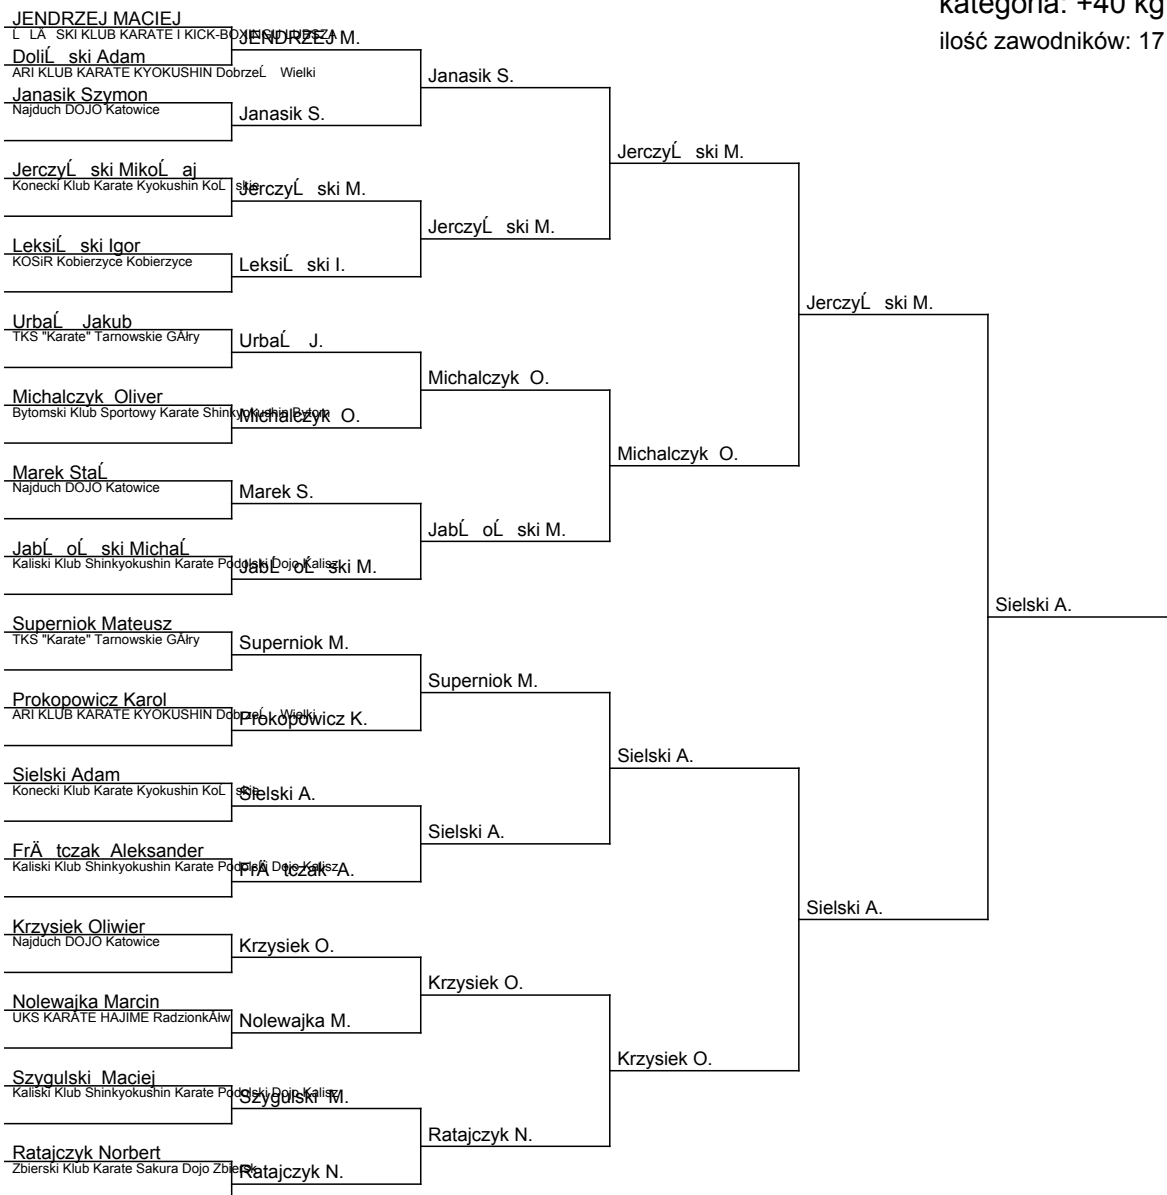 kategoria: +40 kg
ilość zawodników: 17
JENDRZEJ MACIEJ
Ĺ LÄ SKI KLUB KARATE I KICK-BOXINGU LUBSZA
DoliĹ ski Adam
ARI KLUB KARATE KYOKUSHIN DobrzeĹ Wielki
Janasik Szymon
Najduch DOJO Katowice
JerczyĹ ski MikoĹ aj
Konecki Klub Karate Kyokushin KoĹ skie
LeksiĹ ski Igor
KOSiR Kobierzyce Kobierzyce
UrbaĹ Jakub
TKS "Karate" Tarnowskie GĂłry
Michalczyk Oliver
Bytomski Klub Sportowy Karate Shinkyokushin Bytom
Marek StaĹ
Najduch DOJO Katowice
JabĹ oĹ ski MichaĹ
Kaliski Klub Shinkyokushin Karate Podolski Dojo Kalisz
Superniok Mateusz
TKS "Karate" Tarnowskie GĂłry
Prokopowicz Karol
ARI KLUB KARATE KYOKUSHIN DobrzeĹ Wielki
Sielski Adam
Konecki Klub Karate Kyokushin KoĹ skie
FrÄ tczak Aleksander
Kaliski Klub Shinkyokushin Karate Podolski Dojo Kalisz
Krzysiek Oliwier
Najduch DOJO Katowice
Nolewajka Marcin
UKS KARATE HAJIME RadzionkĂłw
Szygulski Maciej
Kaliski Klub Shinkyokushin Karate Podolski Dojo Kalisz
Ratajczyk Norbert
Zbierski Klub Karate Sakura Dojo Zbiersk
JENDRZEJ M.
Janasik S.
JerczyĹ ski M.
LeksiĹ ski I.
UrbaĹ J.
Michalczyk O.
Marek S.
JabĹ oĹ ski M.
Superniok M.
Prokopowicz K.
Sielski A.
FrÄ tczak A.
Krzysiek O.
Nolewajka M.
Szygulski M.
Ratajczyk N.
Janasik S.
JerczyĹ ski M.
Michalczyk O.
JabĹ oĹ ski M.
Superniok M.
Sielski A.
Krzysiek O.
Ratajczyk N.
JerczyĹ ski M.
Michalczyk O.
Sielski A.
Krzysiek O.
JerczyĹ ski M.
Sielski A.
Sielski A.